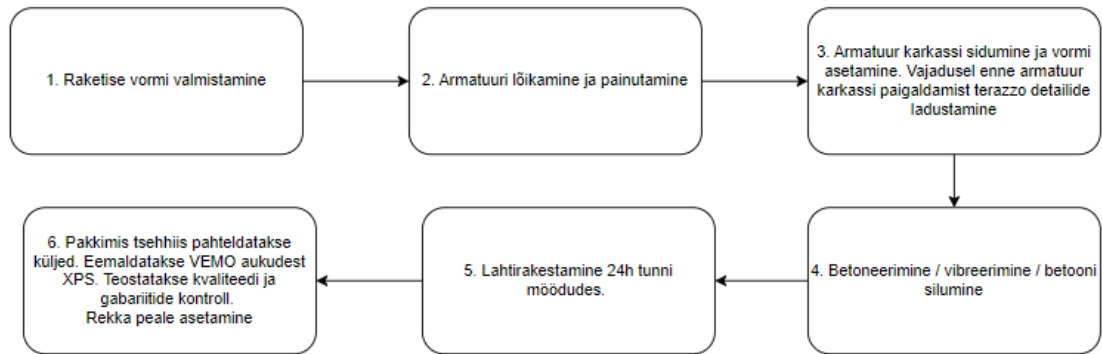 1. Raketise vormi valmistamine
2. Armatuuri lõikamine ja painutamine
3. Armatuur karkassi sidumine ja vormi
asetamine. Vajadusel enne armatuur
karkassi paigaldamist terazzo detailide
ladustamine
4. Betoneerimine / vibreerimine / betooni
silumine
5. Lahtirakestamine 24h tunni
möödudes.
6. Pakkimis tsehhiis pahteldatakse
küljed. Eemaldatakse VEMO aukudest
XPS. Teostatakse kvaliteedi ja
gabariitide kontroll.
Rekka peale asetamine